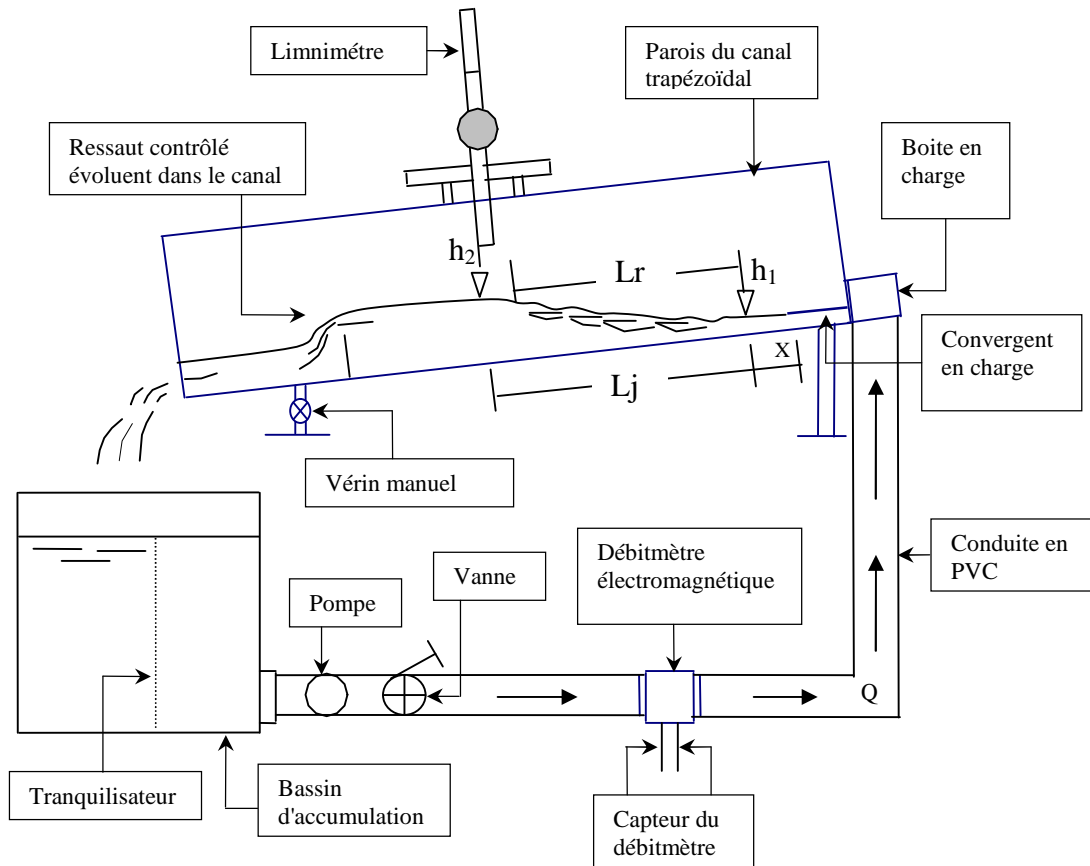 Limnimétre
Parois du canal
trapézoïdal
Ressaut contrôlé
évoluent dans le canal
Boite en
charge
h2
Lr
h1
X
Convergent
en charge
Lj
Vérin manuel
Débitmètre
électromagnétique
Conduite en
PVC
Vanne
Pompe
Q
Tranquilisateur
Bassin
d'accumulation
Capteur du
débitmètre